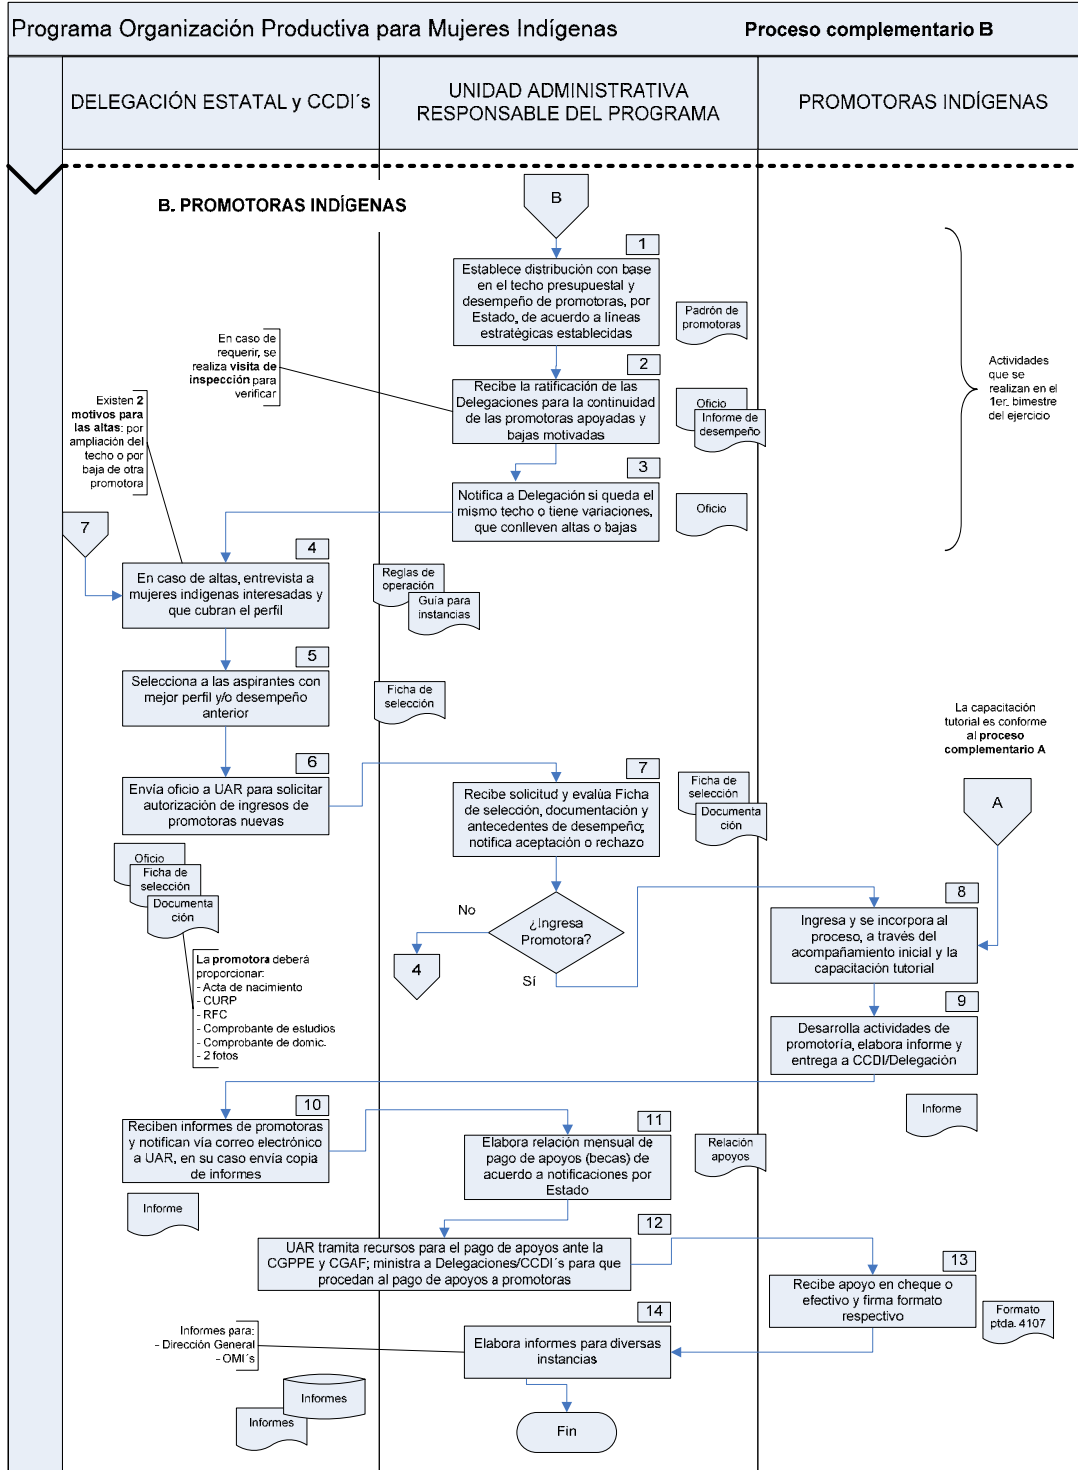 Programa Organización Productiva para Mujeres Indígenas
Proceso complementario B
DELEGACIÓN ESTATAL y CCDI´s
UNIDAD ADMINISTRATIVA
RESPONSABLE DEL PROGRAMA
PROMOTORAS INDÍGENAS
B. PROMOTORAS INDÍGENAS
B
1
Establece distribución con base
en el techo presupuestal y
desempeño de promotoras, por
Estado, de acuerdo a líneas
estratégicas establecidas
Padrón de
promotoras
En caso de
requerir, se
realiza visita de
inspección para
verificar
2
Recibe la ratificación de las
Delegaciones para la continuidad
de las promotoras apoyadas y
bajas motivadas
Oficio
Informe de
desempeño
Actividades
que se
realizan en el
1er. bimestre
del ejercicio
Existen 2
motivos para
las altas: por
ampliación del
techo o por
baja de otra
promotora
3
Notifica a Delegación si queda el
mismo techo o tiene variaciones,
que conlleven altas o bajas
Oficio
7
4
En caso de altas, entrevista a
mujeres indígenas interesadas y
que cubran el perfil
Reglas de
operación
Guía para
instancias
5
Selecciona a las aspirantes con
mejor perfil y/o desempeño
anterior
Ficha de
selección
La capacitación
tutorial es conforme
al proceso
complementario A
6
Envía oficio a UAR para solicitar
autorización de ingresos de
promotoras nuevas
7
Recibe solicitud y evalúa Ficha
de selección, documentación y
antecedentes de desempeño;
notifica aceptación o rechazo
Ficha de
selección
Documenta
ción
A
Oficio
Ficha de
selección
Documenta
ción
No
¿Ingresa
Promotora?
Sí
4
8
Ingresa y se incorpora al
proceso, a través del
acompañamiento inicial y la
capacitación tutorial
La promotora deberá
proporcionar:
- Acta de nacimiento
- CURP
- RFC
- Comprobante de estudios
- Comprobante de domic.
- 2 fotos
9
Desarrolla actividades de
promotoría, elabora informe y
entrega a CCDI/Delegación
Informe
10
Reciben informes de promotoras
y notifican vía correo electrónico
a UAR, en su caso envía copia
de informes
Informe
11
Elabora relación mensual de
pago de apoyos (becas) de
acuerdo a notificaciones por
Estado
Relación
apoyos
12
UAR tramita recursos para el pago de apoyos ante la
CGPPE y CGAF; ministra a Delegaciones/CCDI´s para que
procedan al pago de apoyos a promotoras
13
Recibe apoyo en cheque o
efectivo y firma formato
respectivo
Formato
ptda. 4107
14
Elabora informes para diversas
instancias
Informes para:
- Dirección General
- OMI´s
Informes
Informes
Fin